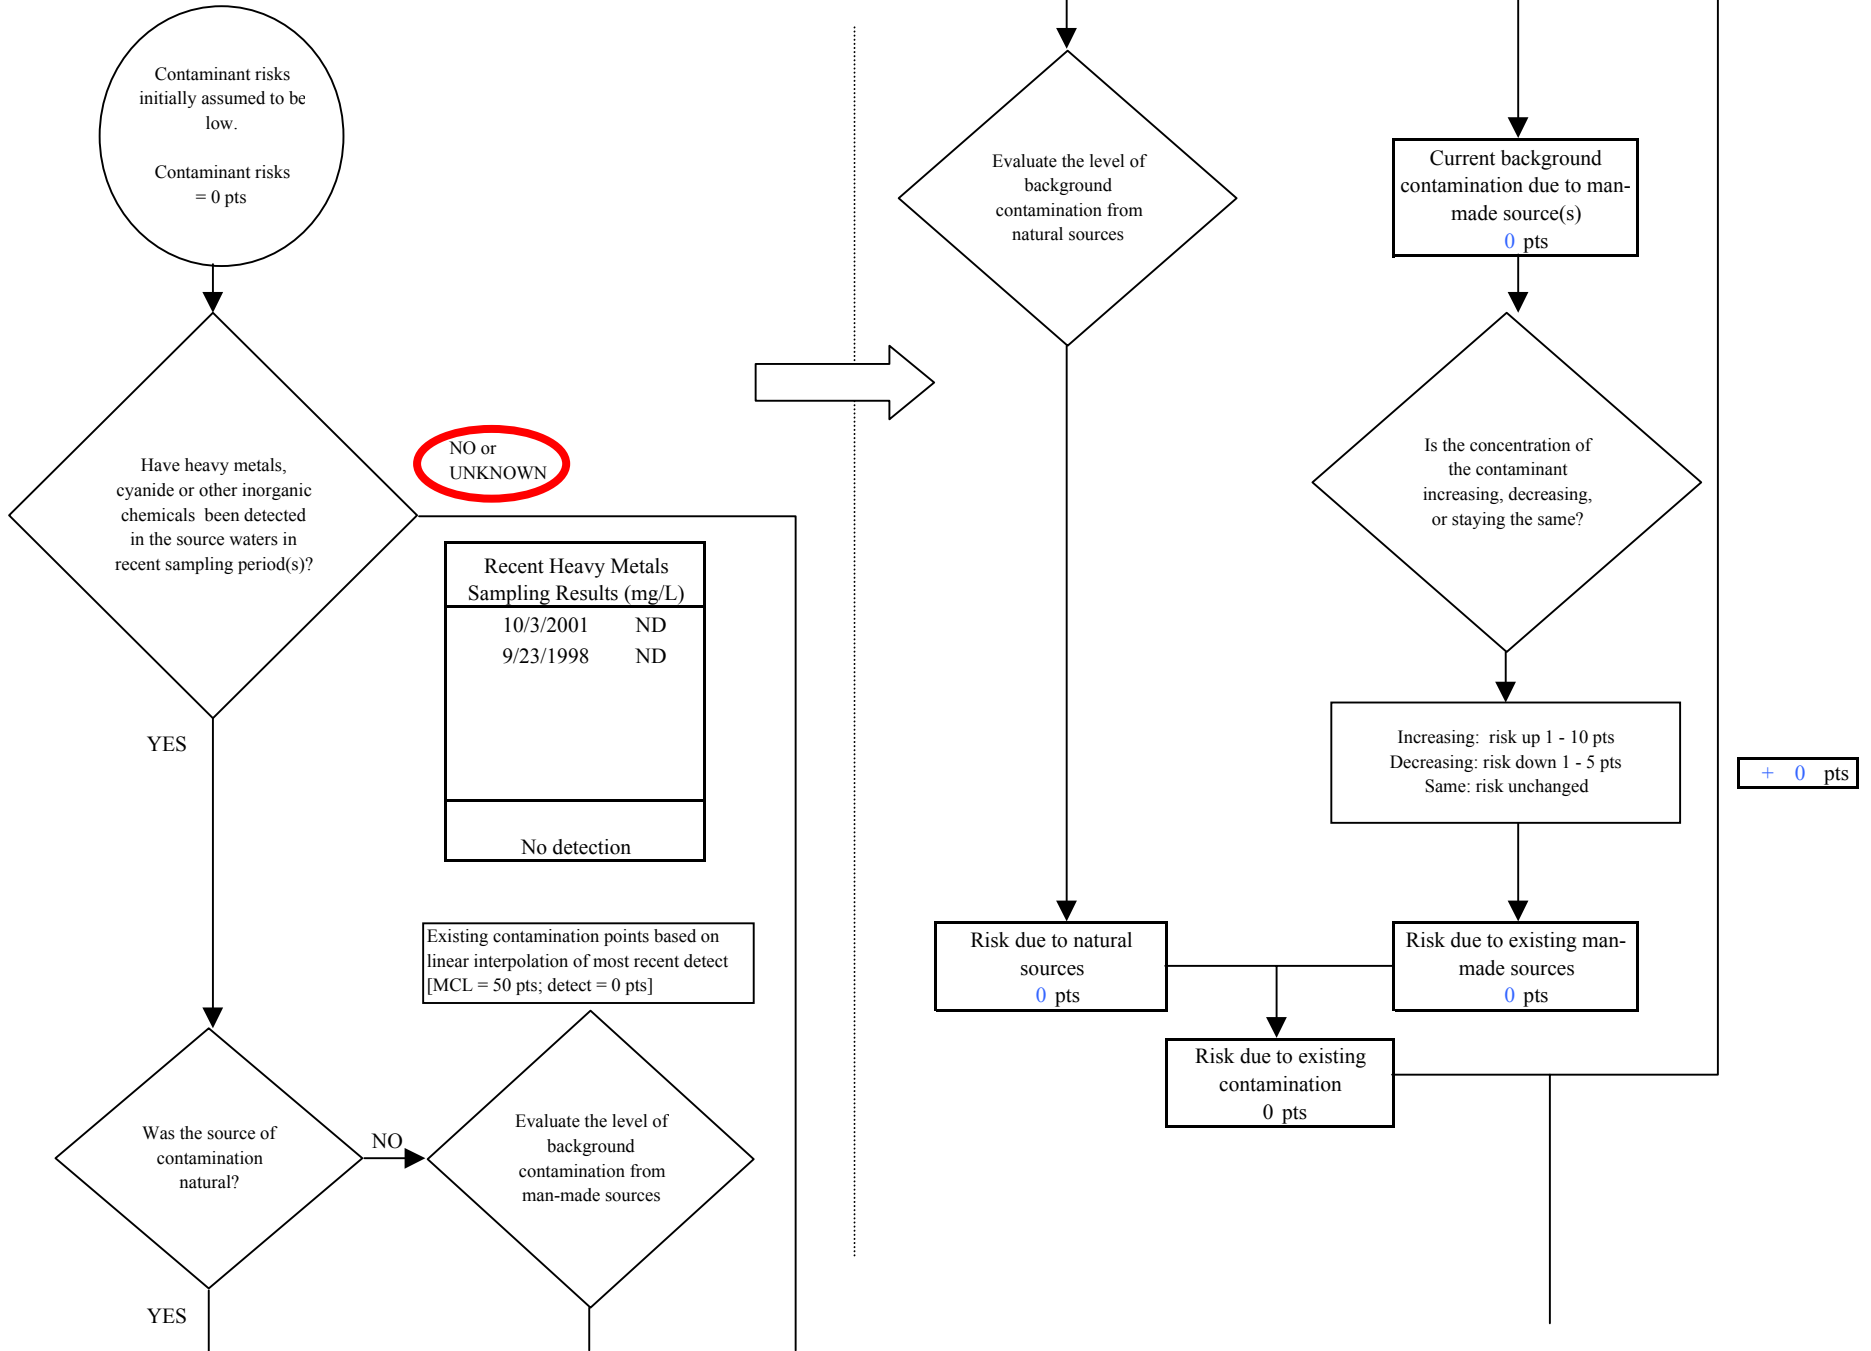 Contaminant risks
initially assumed to be
low.
Contaminant risks
= 0 pts
Have heavy metals,
cyanide or other inorganic
chemicals been detected
in the source waters in
recent sampling period(s)?
NO or
UNKNOWN
Recent Heavy Metals
Sampling Results (mg/L)
10/3/2001 ND
9/23/1998 ND
No detection
YES
Existing contamination points based on
linear interpolation of most recent detect
[MCL = 50 pts; detect = 0 pts]
Was the source of
contamination
natural?
NO
Evaluate the level of
background
contamination from
man-made sources
YES
Evaluate the level of
background
contamination from
natural sources
Current background
contamination due to man-
made source(s)
0 pts
Is the concentration of
the contaminant
increasing, decreasing,
or staying the same?
Increasing: risk up 1 - 10 pts
Decreasing: risk down 1 - 5 pts
Same: risk unchanged
+ 0 pts
Risk due to natural
sources
0 pts
Risk due to existing man-
made sources
0 pts
Risk due to existing
contamination
0 pts